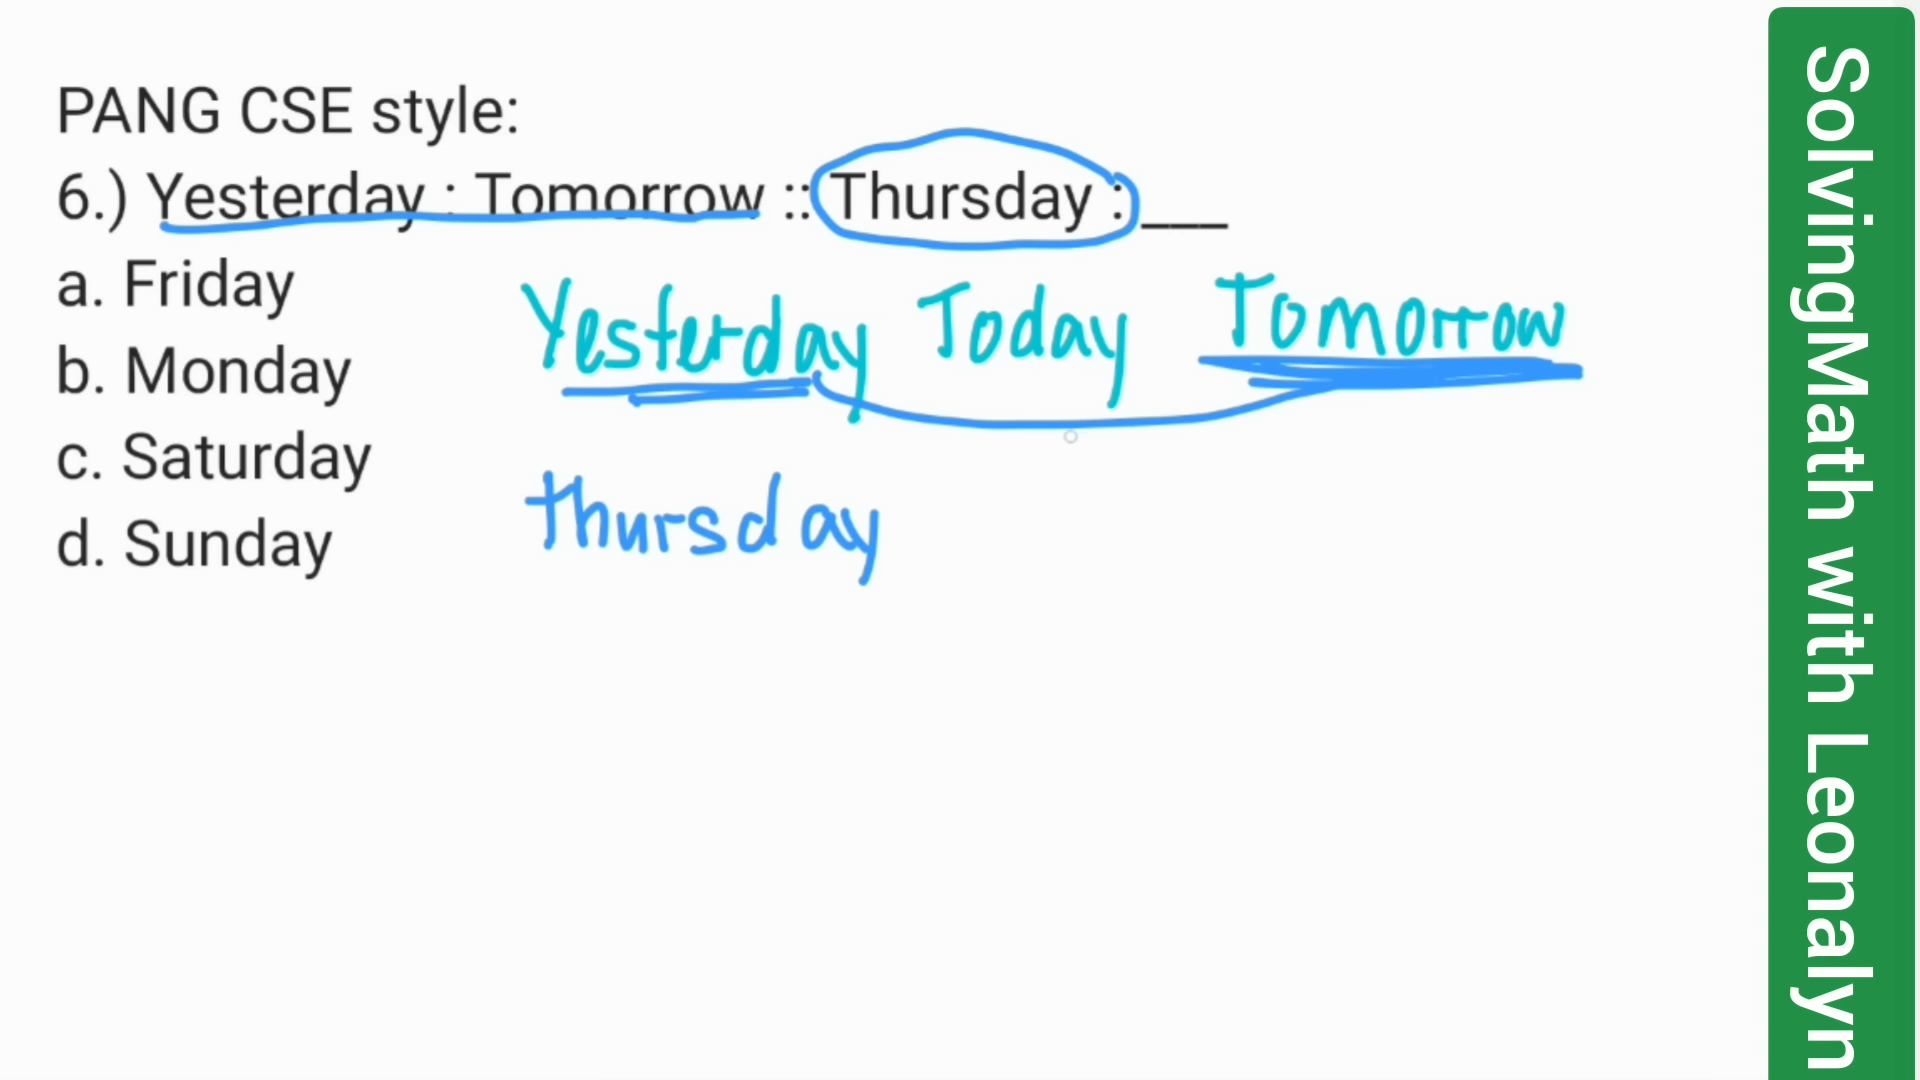 PANG CSE style:
6.) Yesterday : Tomorrow :: Thursday : ___
a. Friday
b. Monday
c. Saturday
d. Sunday
Yesterday Today Tomorrow
thursday
SolvingMath with Leonalyn